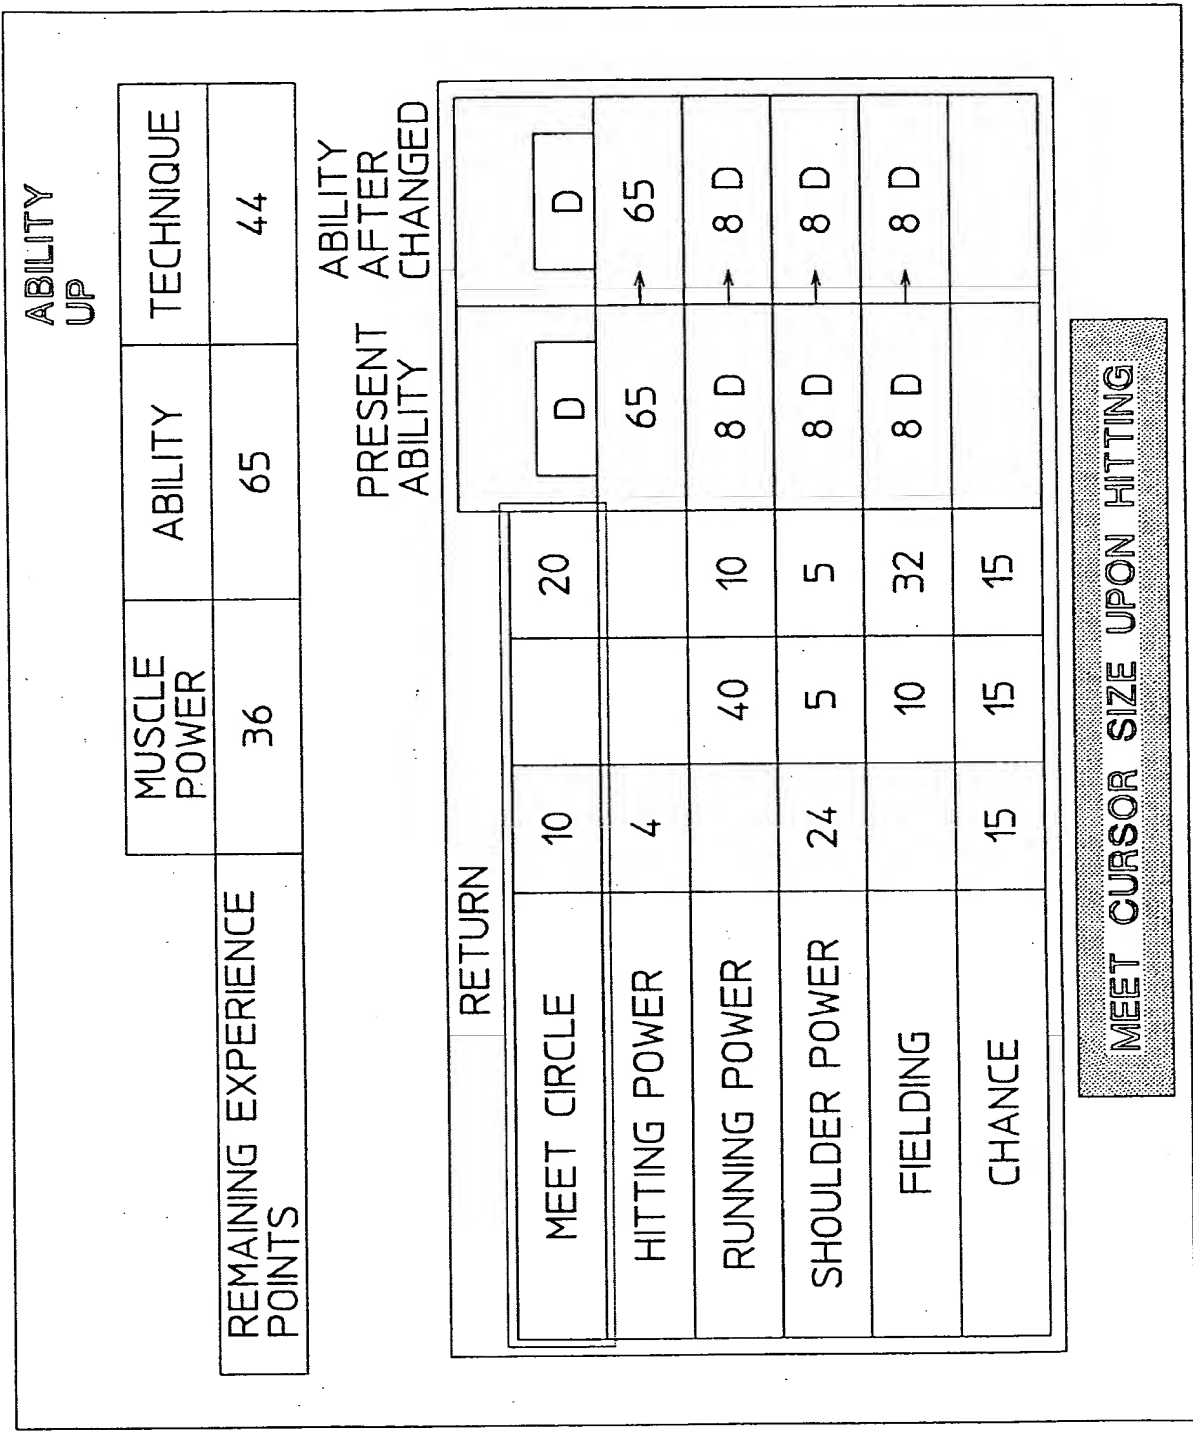 ABILITY
UP
MUSCLE
POWER
ABILITY
TECHNIQUE
REMAINING EXPERIENCE
POINTS
36
65
44
PRESENT
ABILITY
ABILITY
AFTER
CHANGED
RETURN
MEET CIRCLE 10 20 D D
HITTING POWER 4 65 → 65
RUNNING POWER 40 10 8 D → 8 D
SHOULDER POWER 24 5 5 8 D → 8 D
FIELDING 10 32 8 D → 8 D
CHANCE 15 15 15
MEET CURSOR SIZE UPON HITTING